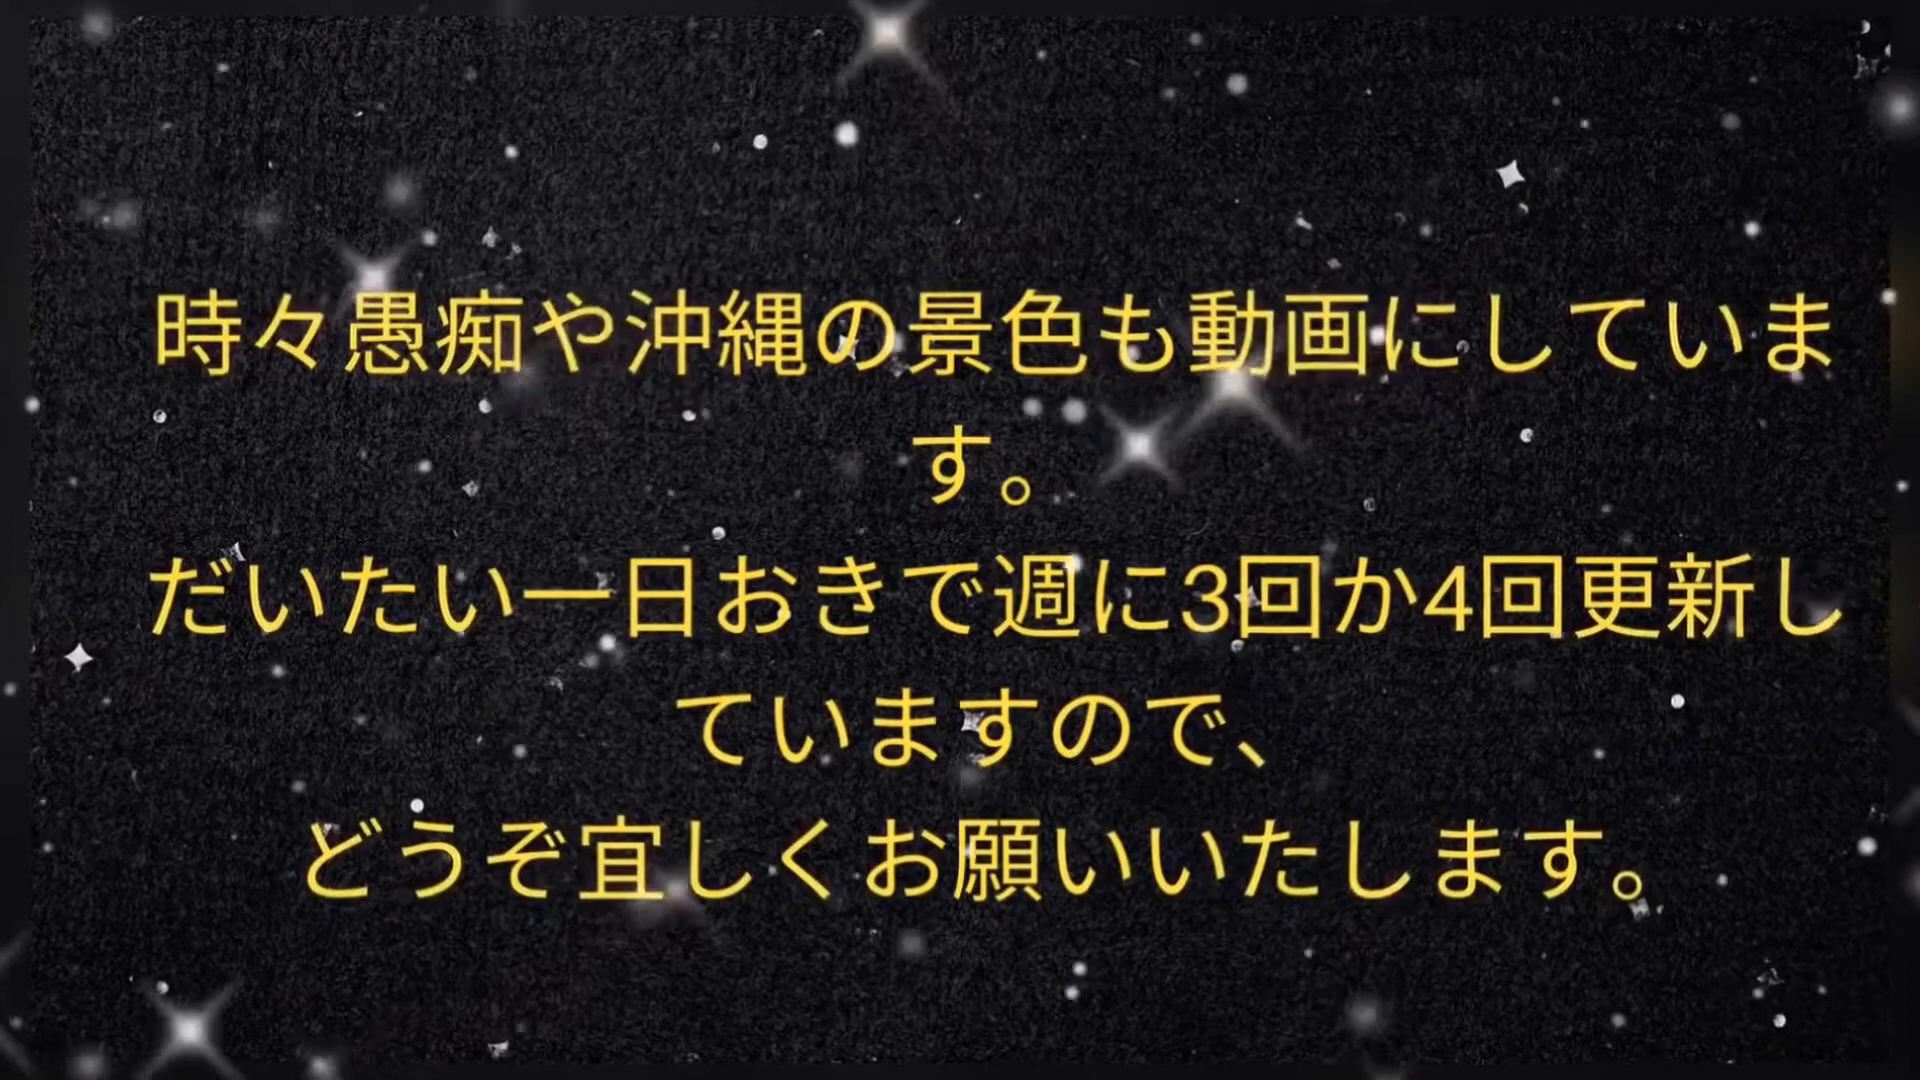 時々愚痴や沖縄の景色も動画にしていま
す。
だいたい一日おきで週に3回か4回更新し
ていますので、
どうぞ宜しくお願いいたします。